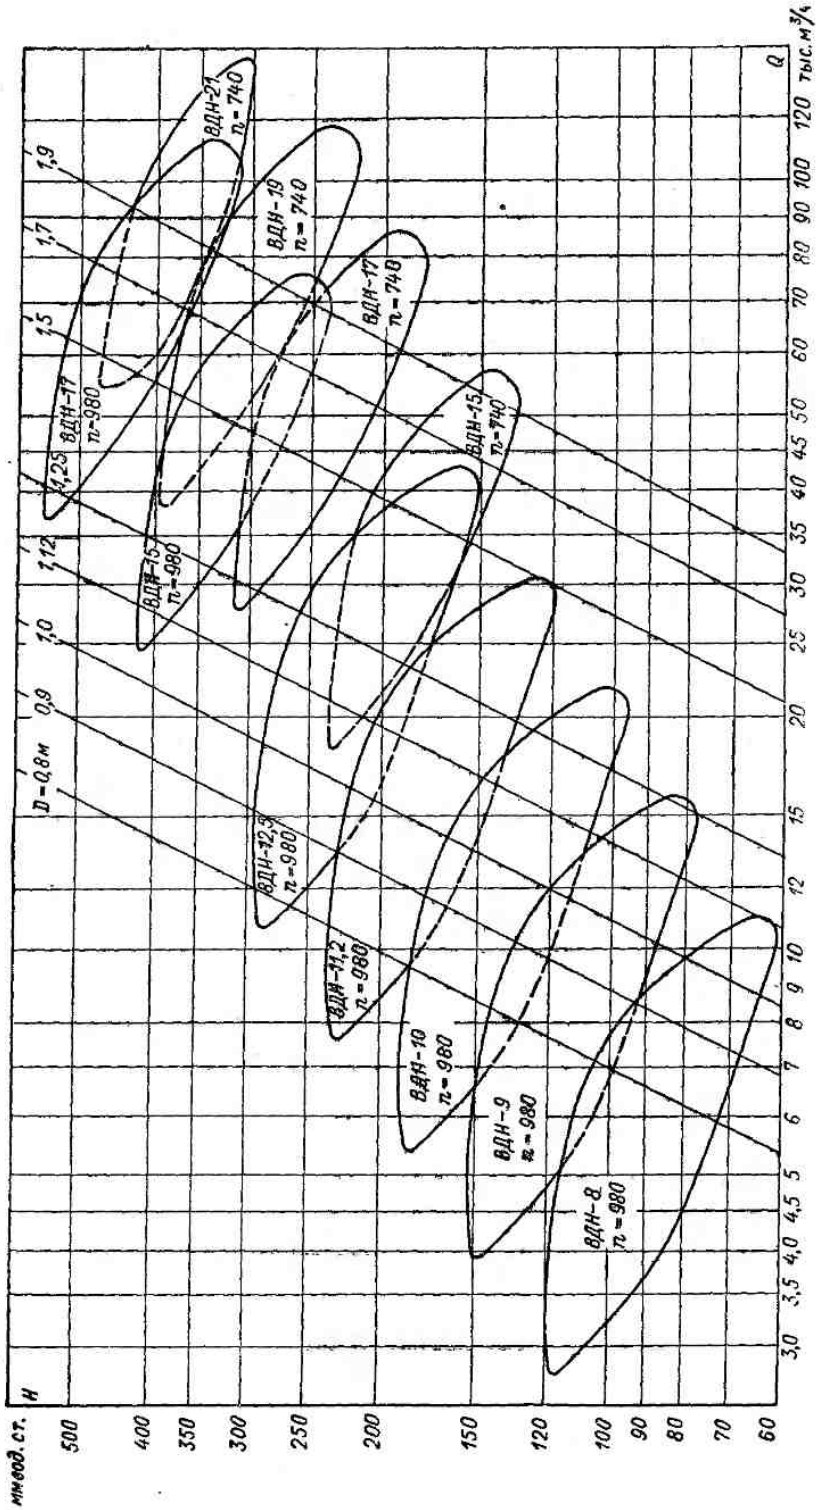 мм вод. ст. H
500
400
350
300
250
200
150
120
100
90
80
70
60
D=0,8м
0,9
1,0
1,12
1,25
1,5
1,7
1,9
ВДН-17
n=980
ВДН-21
n=740
ВДН-19
n=740
ВДН-17
n=740
ВДН-15
n=980
ВДН-15
n=740
ВДН-12,5
n=980
ВДН-11,2
n=980
ВДН-10
n=980
ВДН-9
n=980
ВДН-8
n=980
3,0
3,5
4,0
4,5
5
6
7
8
9
10
12
15
20
25
30
35
40
45
50
60
70
80
90
100
120
Q
тыс. м³/ч